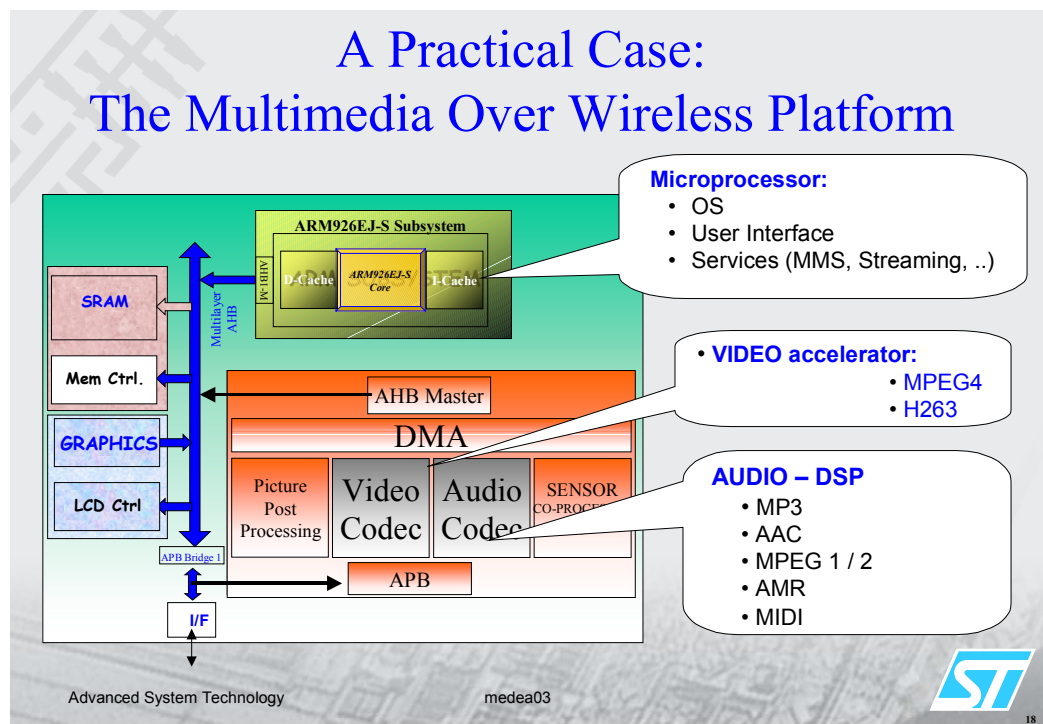 A Practical Case:
The Multimedia Over Wireless Platform
Microprocessor:
• OS
• User Interface
• Services (MMS, Streaming, ..)
ARM926EJ-S Subsystem
AHB1-M
D-Cache
ARM926EJ-S
Core
I-Cache
SRAM
Multilayer
AHB
Mem Ctrl.
• VIDEO accelerator:
• MPEG4
• H263
AHB Master
DMA
GRAPHICS
LCD Ctrl
Picture
Post
Processing
Video
Codec
Audio
Codec
SENSOR
AUDIO – DSP
• MP3
• AAC
• MPEG 1 / 2
• AMR
• MIDI
APB Bridge 1
APB
I/F
Advanced System Technology
medea03
ST
18